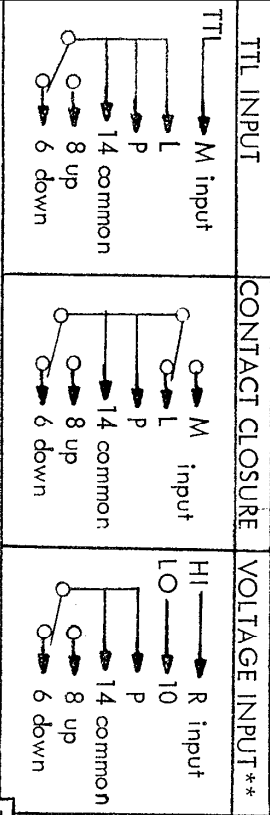 TTL INPUT
TTL
M input
L
P
14 common
8 up
6 down
CONTACT CLOSURE
M
input
L
P
14 common
8 up
6 down
VOLTAGE INPUT**
HI
R input
LO
10
P
14 common
8 up
6 down